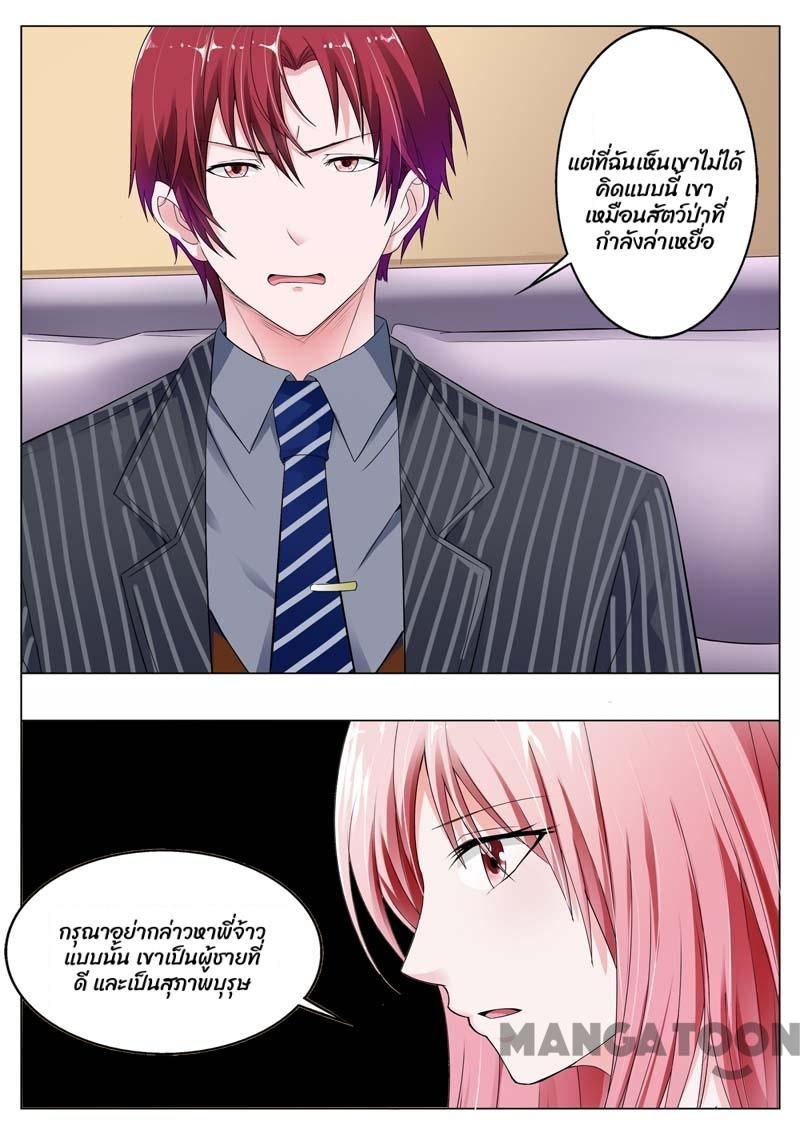 แต่ที่ฉันเห็นเขาไม่ได้
คิดแบบนี้ เขา
เหมือนสัตว์ป่าที่
กำลังล่าเหยื่อ
กรุณาอย่ากล่าวหาพี่จ้าว
แบบนั้น เขาเป็นผู้ชายที่
ดี และเป็นสุภาพบุรุษ
MANGATOON